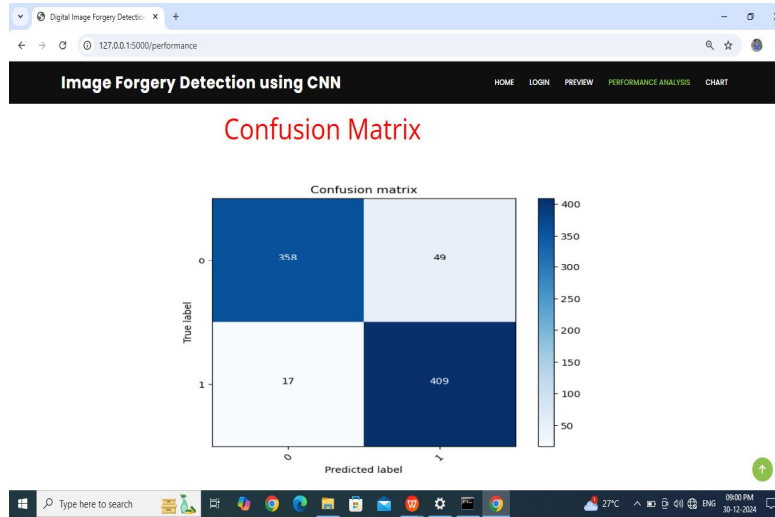 Digital Image Forgery Detection
127.0.0.1:5000/performance
Image Forgery Detection using CNN
HOME LOGIN PREVIEW PERFORMANCE ANALYSIS CHART
Confusion Matrix
Confusion matrix
400
350
300
250
200
150
100
50
0
358 49
True label
1
17 409
0 1
Predicted label
Type here to search
27°C
ENG
09:00 PM
30-12-2024